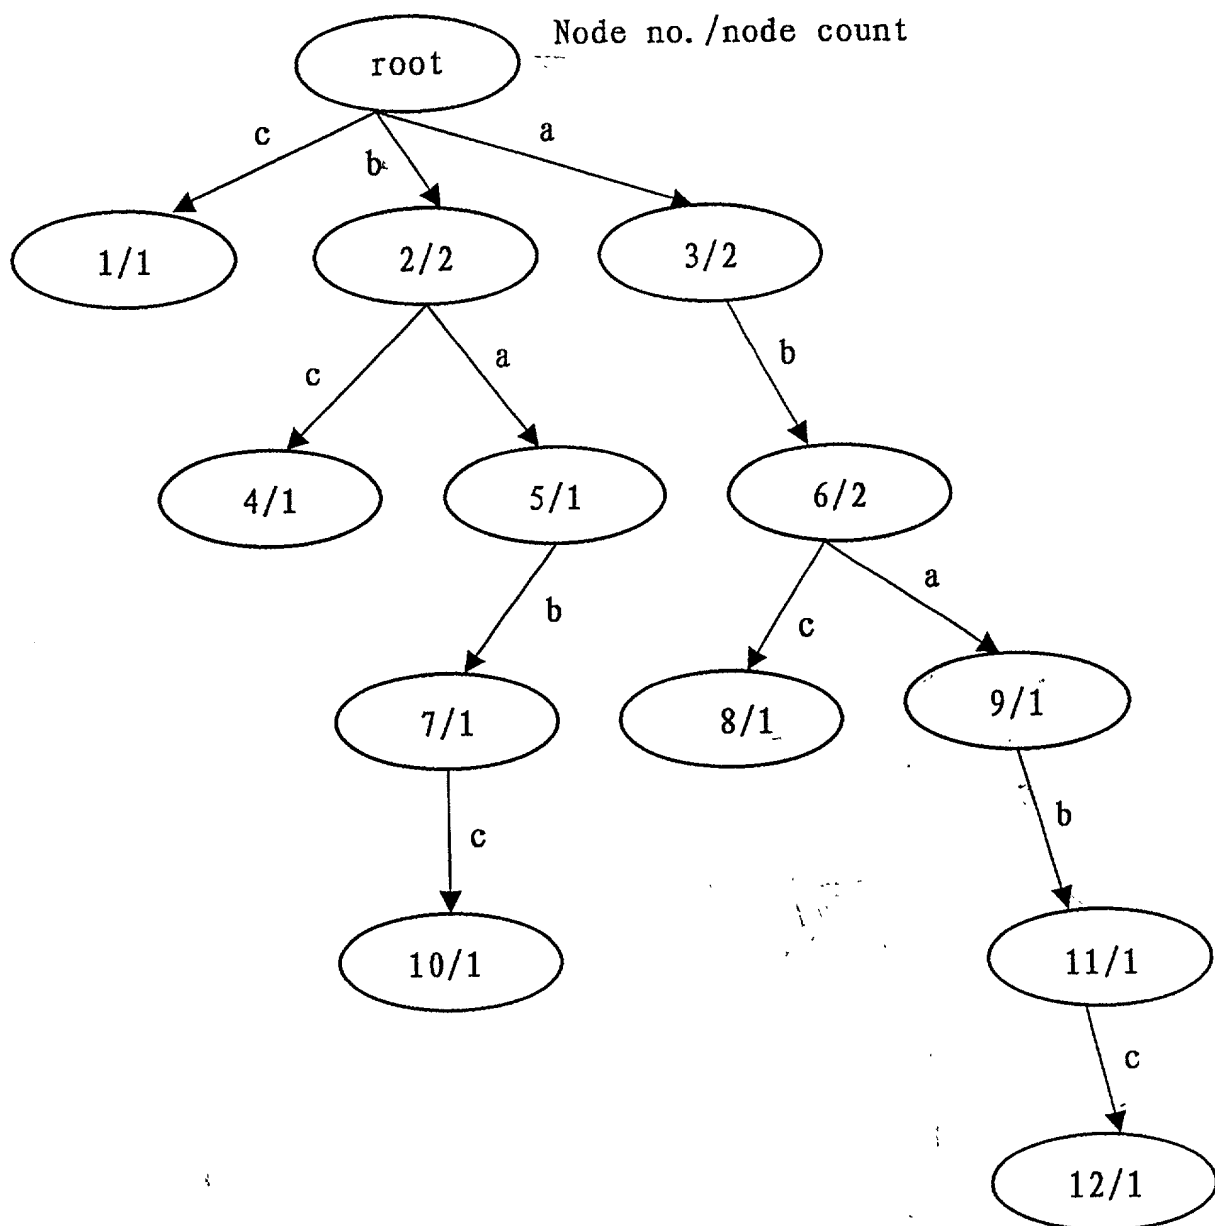 Node no./node count
root
c
b
a
1/1
2/2
3/2
c
a
b
4/1
5/1
6/2
b
c
a
7/1
8/1
9/1
c
b
10/1
11/1
c
12/1